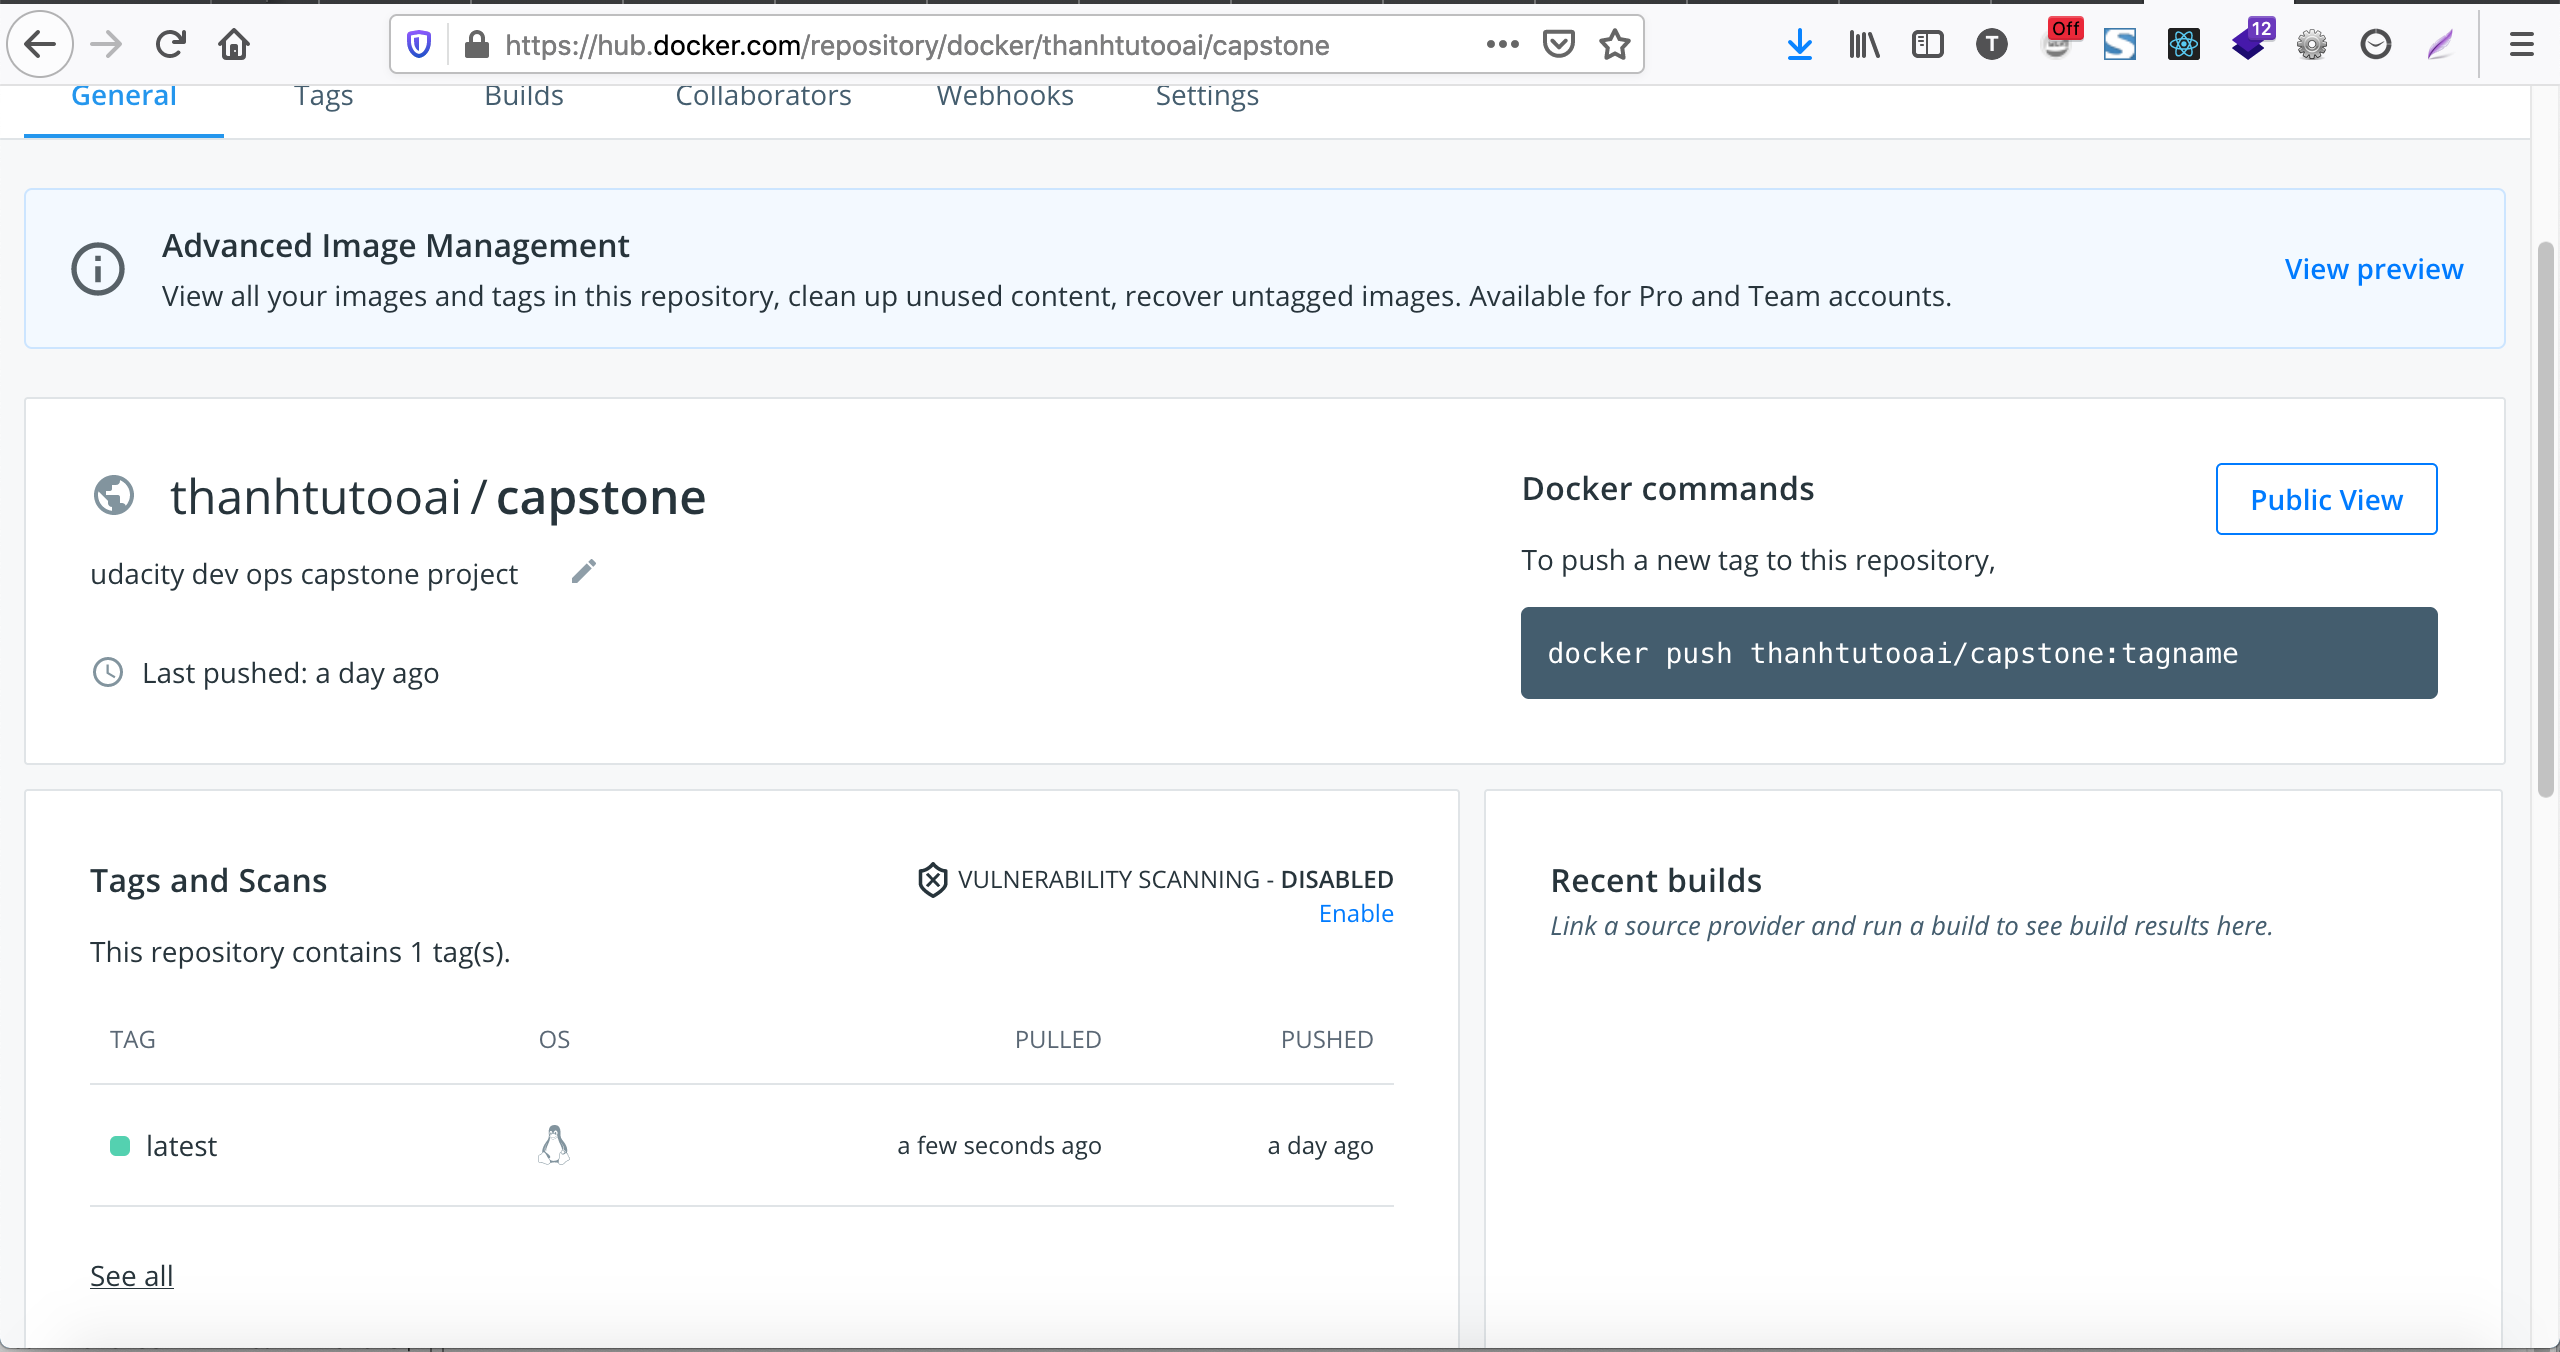 https://hub.docker.com/repository/docker/thanhtutooai/capstone
T
Off
S
12
General Tags Builds Collaborators Webhooks Settings
Advanced Image Management
View all your images and tags in this repository, clean up unused content, recover untagged images. Available for Pro and Team accounts.
View preview
thanhtutooai / capstone
udacity dev ops capstone project
Last pushed: a day ago
Docker commands
Public View
To push a new tag to this repository,
docker push thanhtutooai/capstone:tagname
Tags and Scans
VULNERABILITY SCANNING - DISABLED
Enable
This repository contains 1 tag(s).
TAG OS PULLED PUSHED
latest a few seconds ago a day ago
See all
Recent builds
Link a source provider and run a build to see build results here.